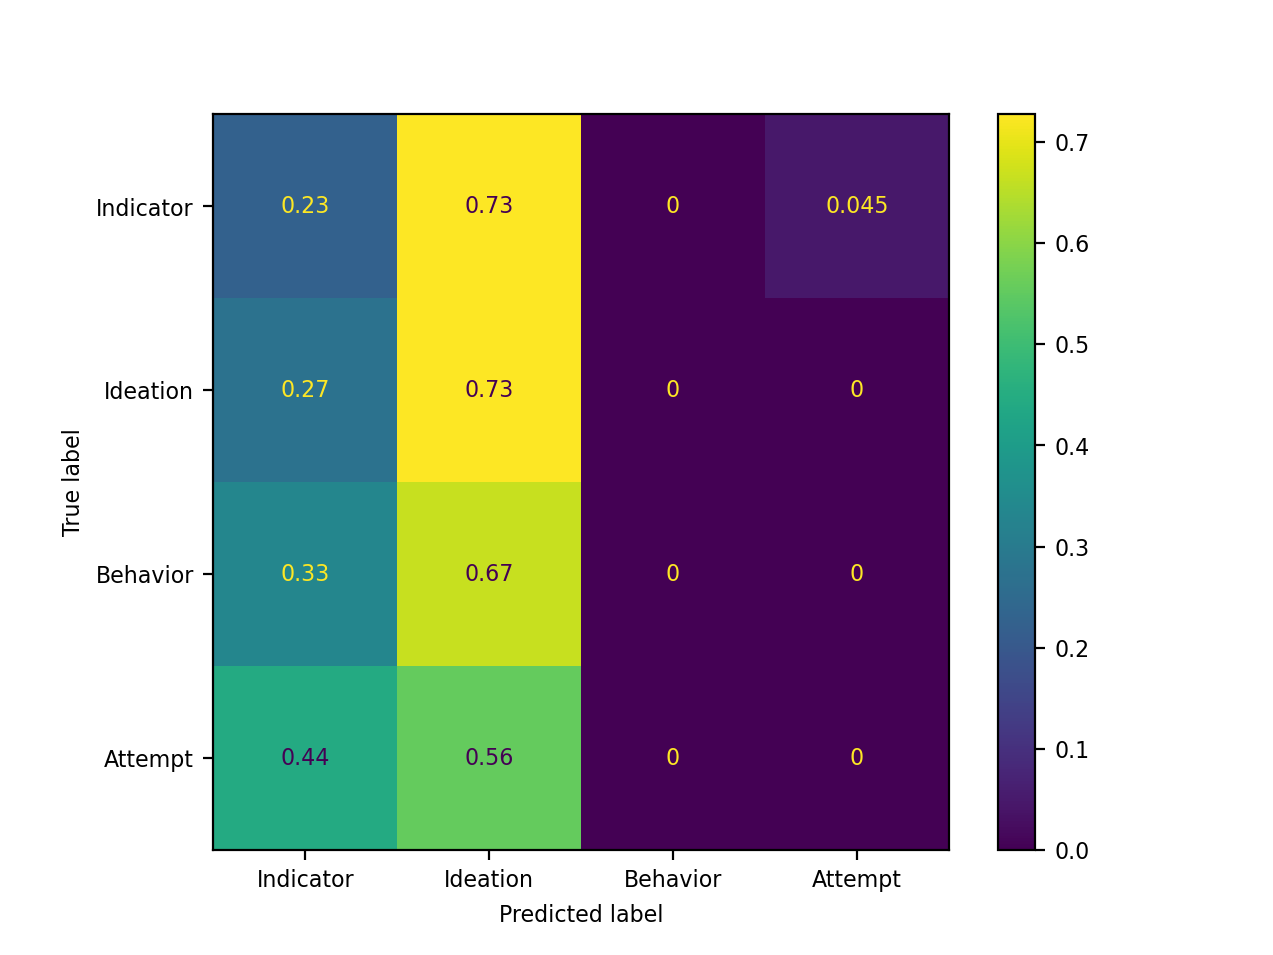 Indicator 0.23 0.73 0 0.045
Ideation 0.27 0.73 0 0
Behavior 0.33 0.67 0 0
Attempt 0.44 0.56 0 0
Indicator Ideation Behavior Attempt
Predicted label
True label
0.7
0.6
0.5
0.4
0.3
0.2
0.1
0.0